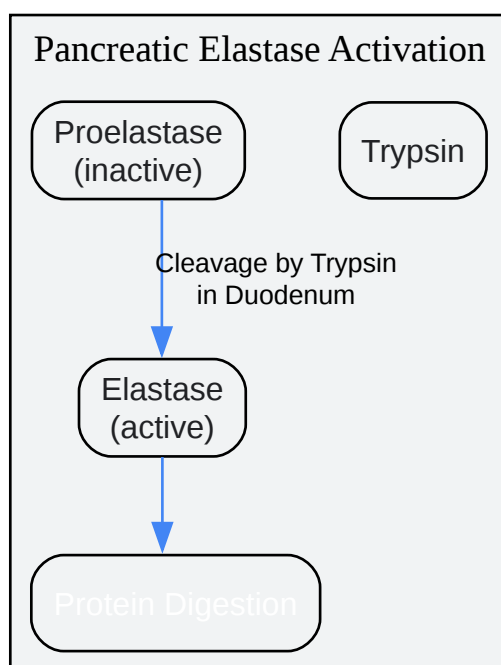 Pancreatic Elastase Activation
Proelastase
(inactive)
Trypsin
Cleavage by Trypsin
in Duodenum
Elastase
(active)
Protein Digestion